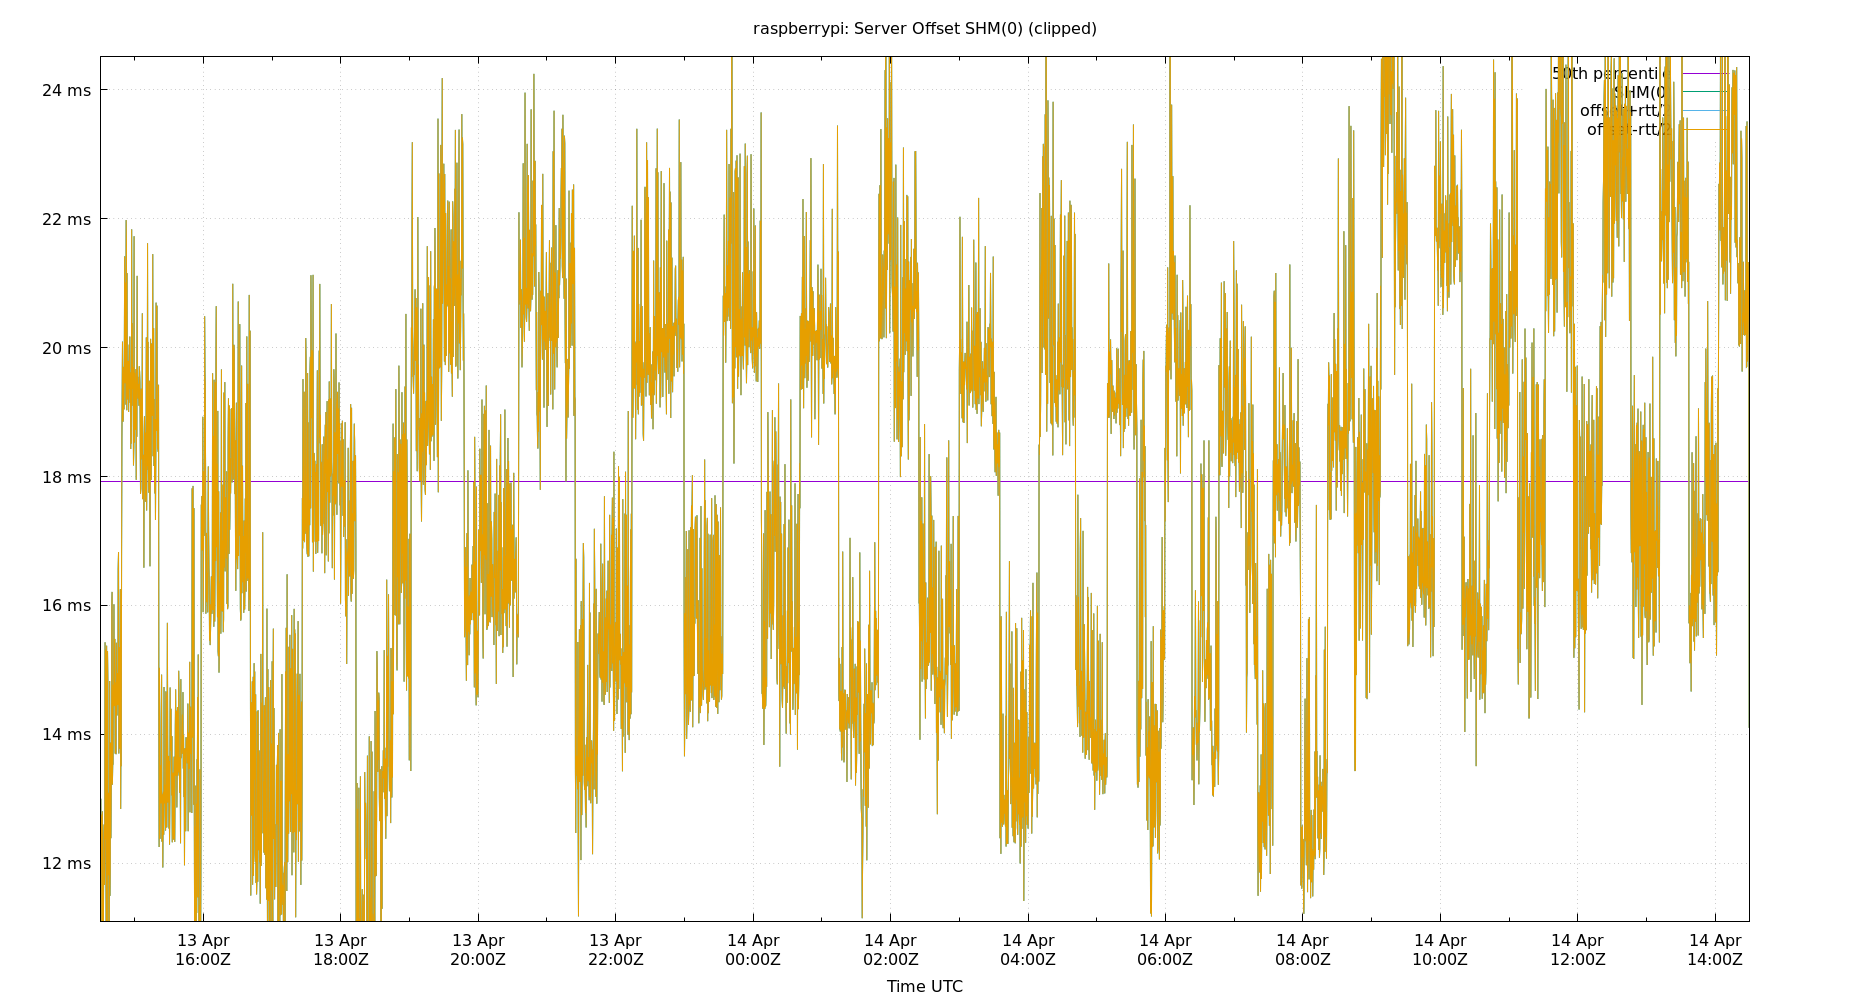 raspberrypi: Server Offset SHM(0) (clipped)
24 ms
22 ms
20 ms
18 ms
16 ms
14 ms
12 ms
50th percentile
SHM(0)
offset+rtt/2
offset-rtt/2
13 Apr 13 Apr 13 Apr 13 Apr 14 Apr 14 Apr 14 Apr 14 Apr 14 Apr 14 Apr 14 Apr 14 Apr
16:00Z 18:00Z 20:00Z 22:00Z 00:00Z 02:00Z 04:00Z 06:00Z 08:00Z 10:00Z 12:00Z 14:00Z
Time UTC